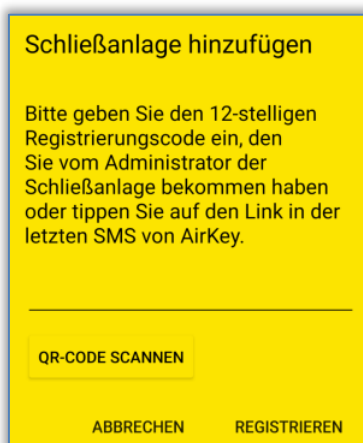 Schließanlage hinzufügen
Bitte geben Sie den 12-stelligen
Registrierungscode ein, den
Sie vom Administrator der
Schließanlage bekommen haben
oder tippen Sie auf den Link in der
letzten SMS von AirKey.
QR-CODE SCANNEN
ABBRECHEN REGISTRIEREN